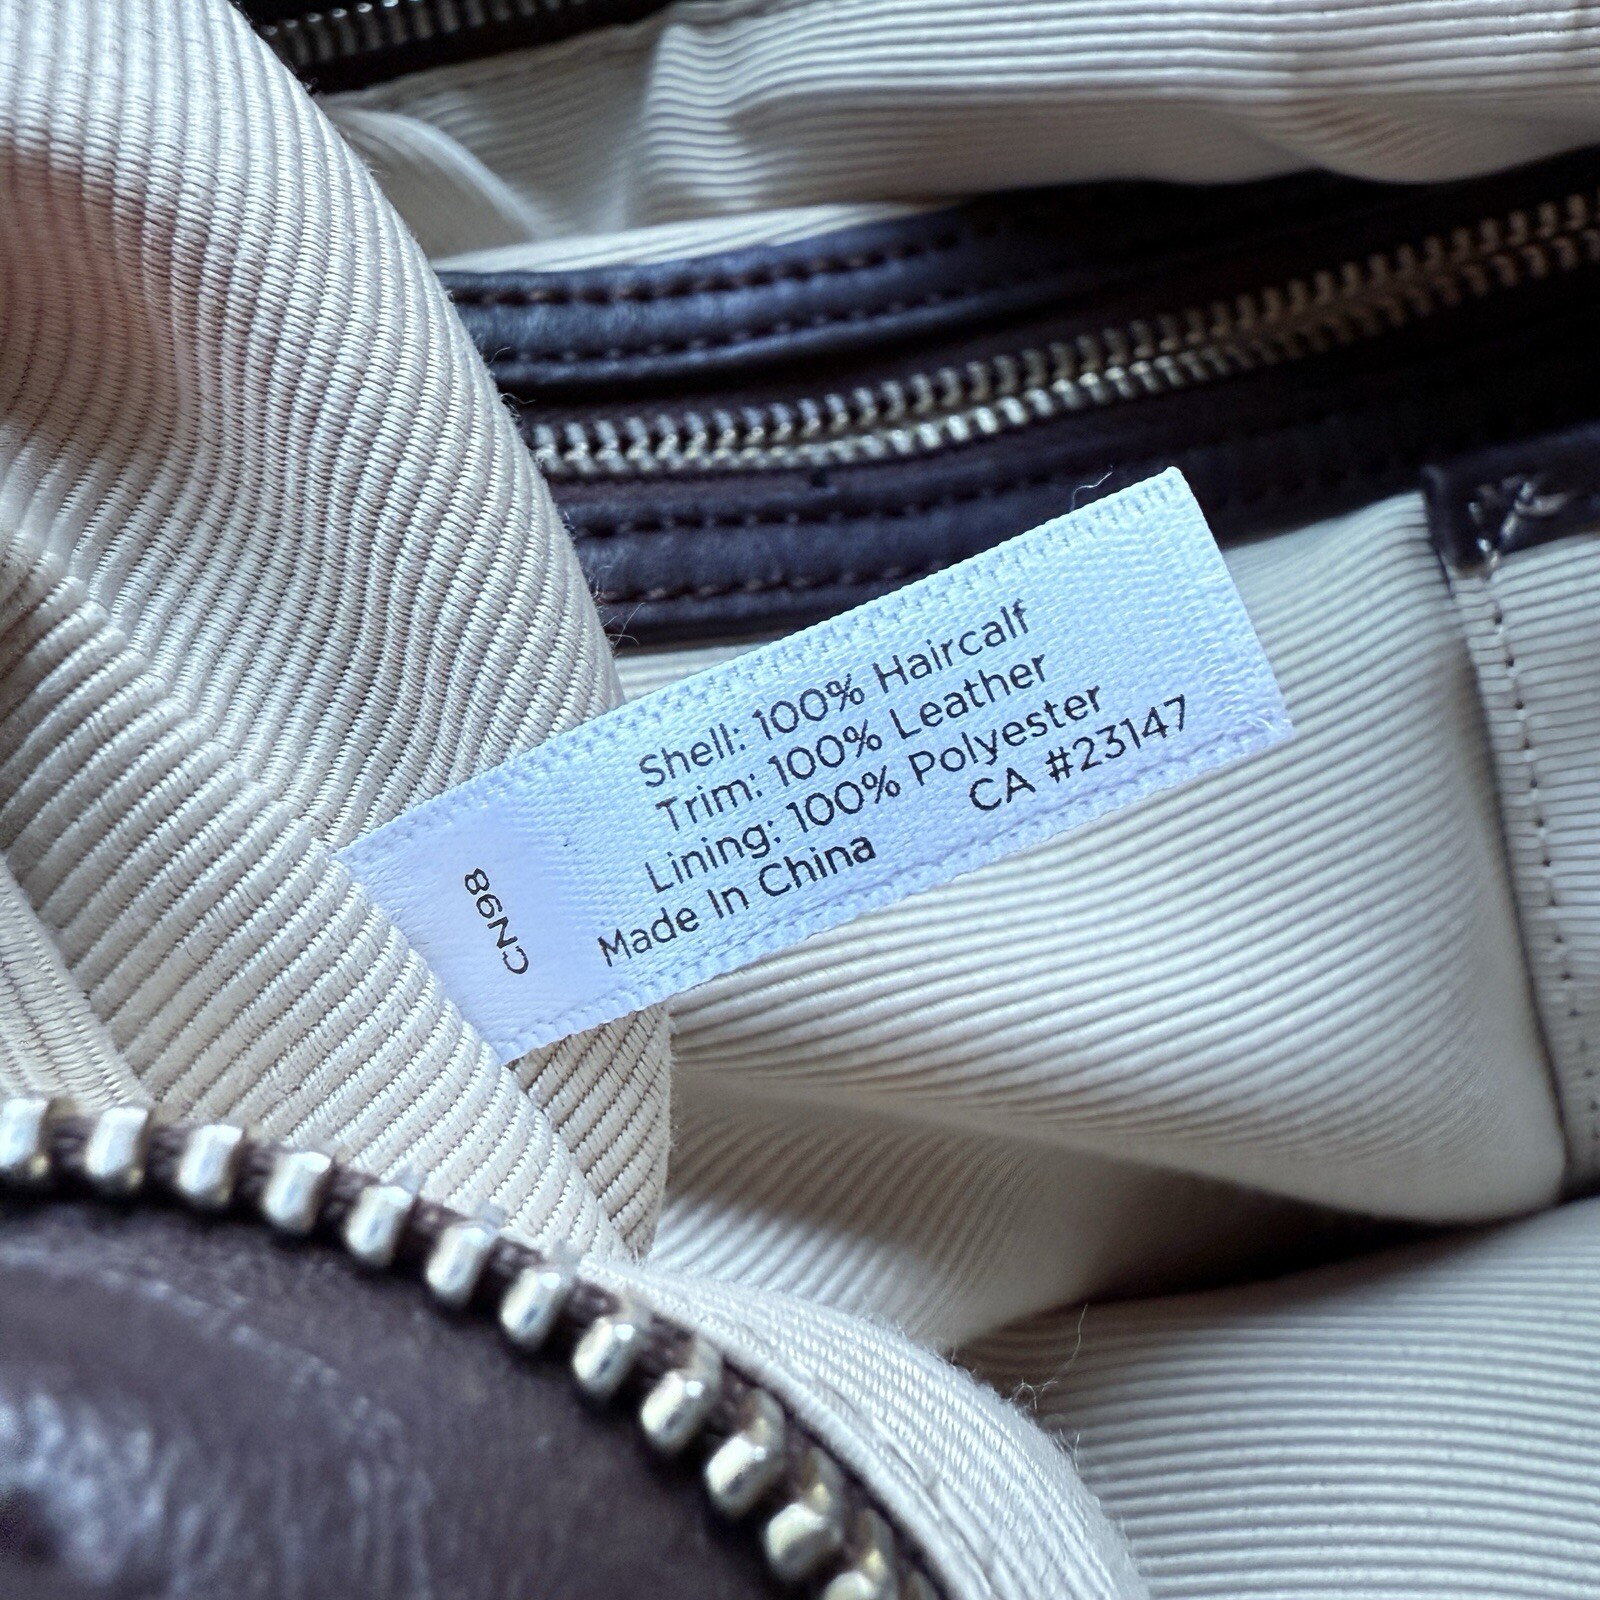 Shell: 100% Haircalf
Trim: 100% Leather
Lining: 100% Polyester
Made In China CA #23147
CN98